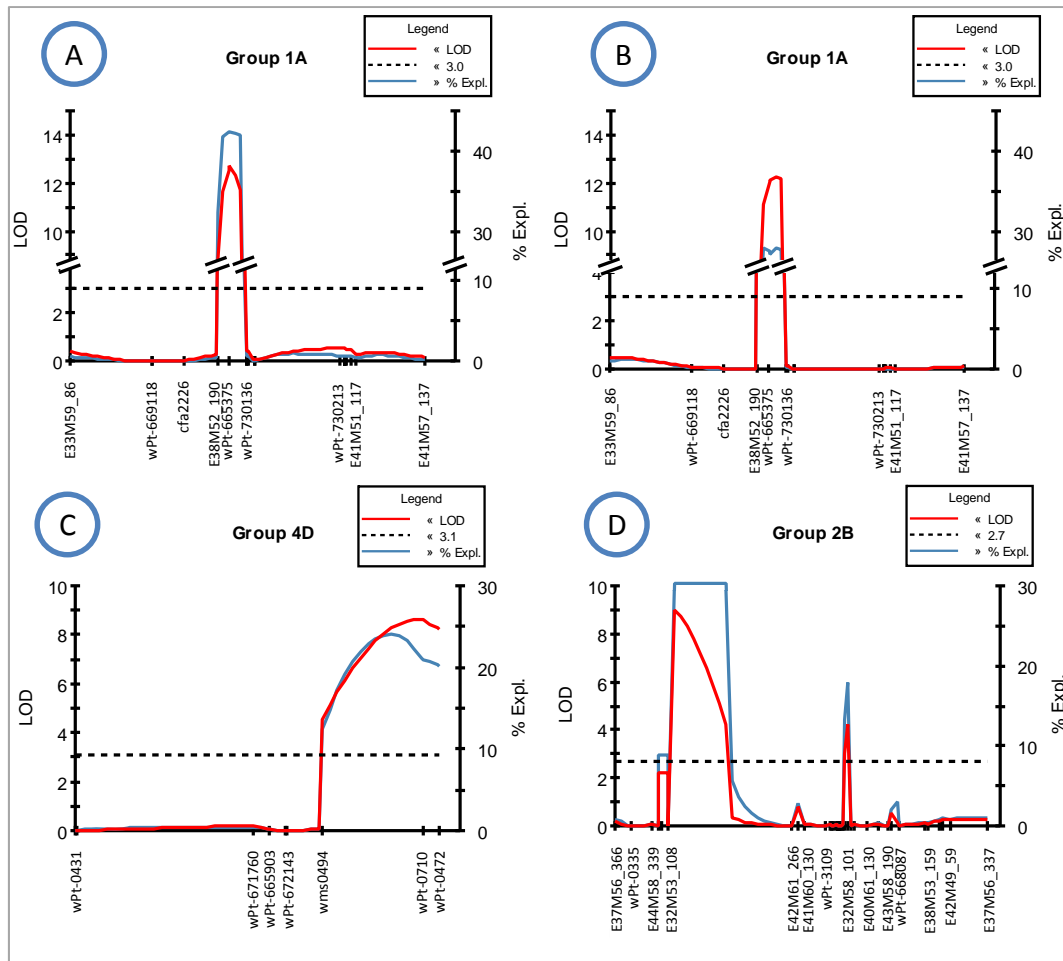 A
Group 1A
Legend
« LOD
« 3.0
» % Expl.
LOD
14
12
10
2
0
% Expl.
40
30
10
0
E33M59_86
wPt-669118
cfa2226
E38M52_190
wPt-665375
wPt-730136
wPt-730213
E41M51_117
E41M57_137
B
Group 1A
Legend
« LOD
« 3.0
» % Expl.
LOD
14
12
10
4
2
0
% Expl.
40
30
10
0
E33M59_86
wPt-669118
cfa2226
E38M52_190
wPt-665375
wPt-730136
wPt-730213
E41M51_117
E41M57_137
C
Group 4D
Legend
« LOD
« 3.1
» % Expl.
LOD
10
8
6
4
2
0
% Expl.
30
20
10
0
wPt-0431
wPt-671760
wPt-665903
wPt-672143
wms0494
wPt-0710
wPt-0472
D
Group 2B
Legend
« LOD
« 2.7
» % Expl.
LOD
10
8
6
4
2
0
% Expl.
30
20
10
0
E37M56_366
wPt-0335
E44M58_339
E32M53_108
E42M61_266
E41M60_130
wPt-3109
E32M58_101
E40M61_130
E43M58_190
wPt-668087
E38M53_159
E42M49_59
E37M56_337